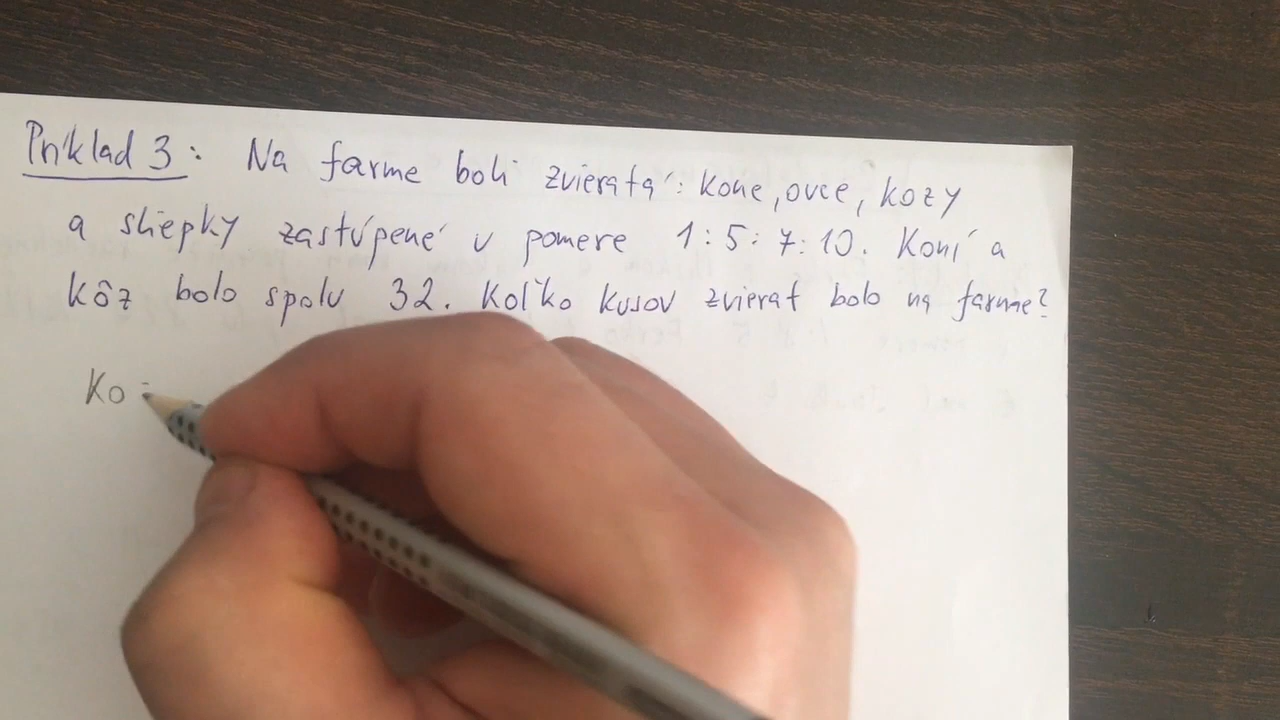 Príklad 3: Na farme boli zvieratá: kone, ovce, kozy
a sliepky zastúpené v pomere 1:5:7:10. Koní a
kôz bolo spolu 32. Koľko kusov zvierat bolo na farme?
Ko :